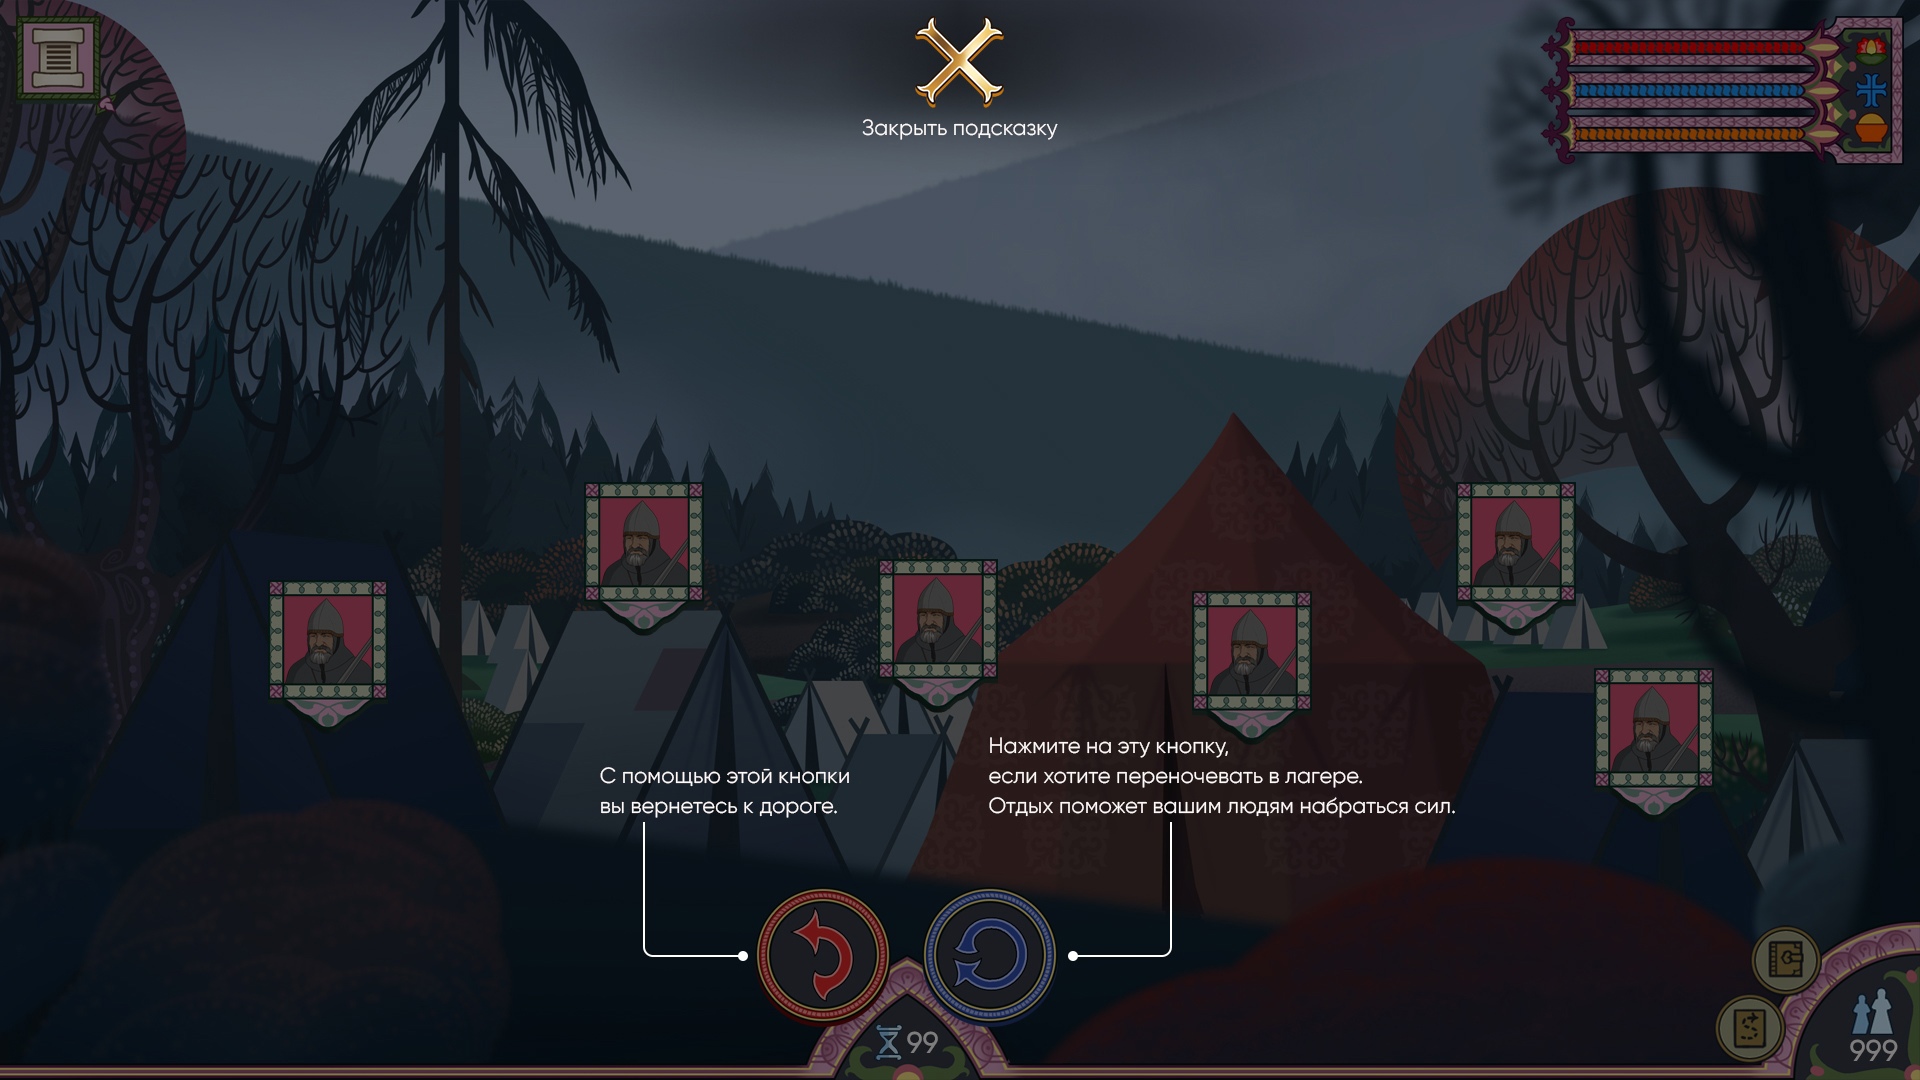 Закрыть подсказку
Нажмите на эту кнопку,
если хотите переночевать в лагере.
Отдых поможет вашим людям набраться сил.
С помощью этой кнопки
вы вернетесь к дороге.
99
999